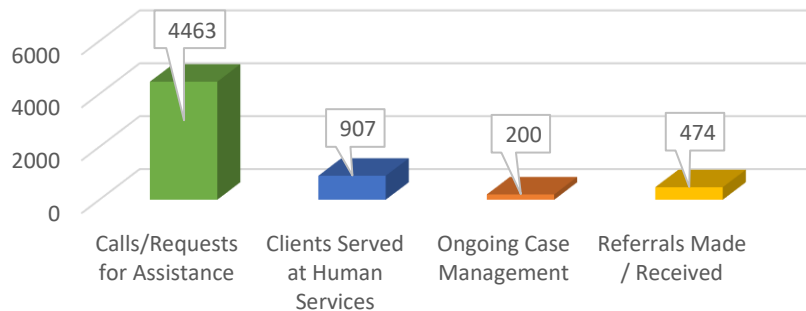 4463
6000
4000
2000
0
907
200
474
Calls/Requests
for Assistance
Clients Served
at Human
Services
Ongoing Case
Management
Referrals Made
/ Received